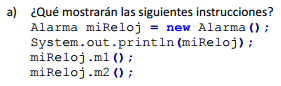 a) ¿Qué mostrarán las siguientes instrucciones?
Alarma miReloj = new Alarma();
System.out.println(miReloj);
miReloj.m1();
miReloj.m2();